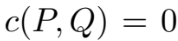 c(P, Q) = 0